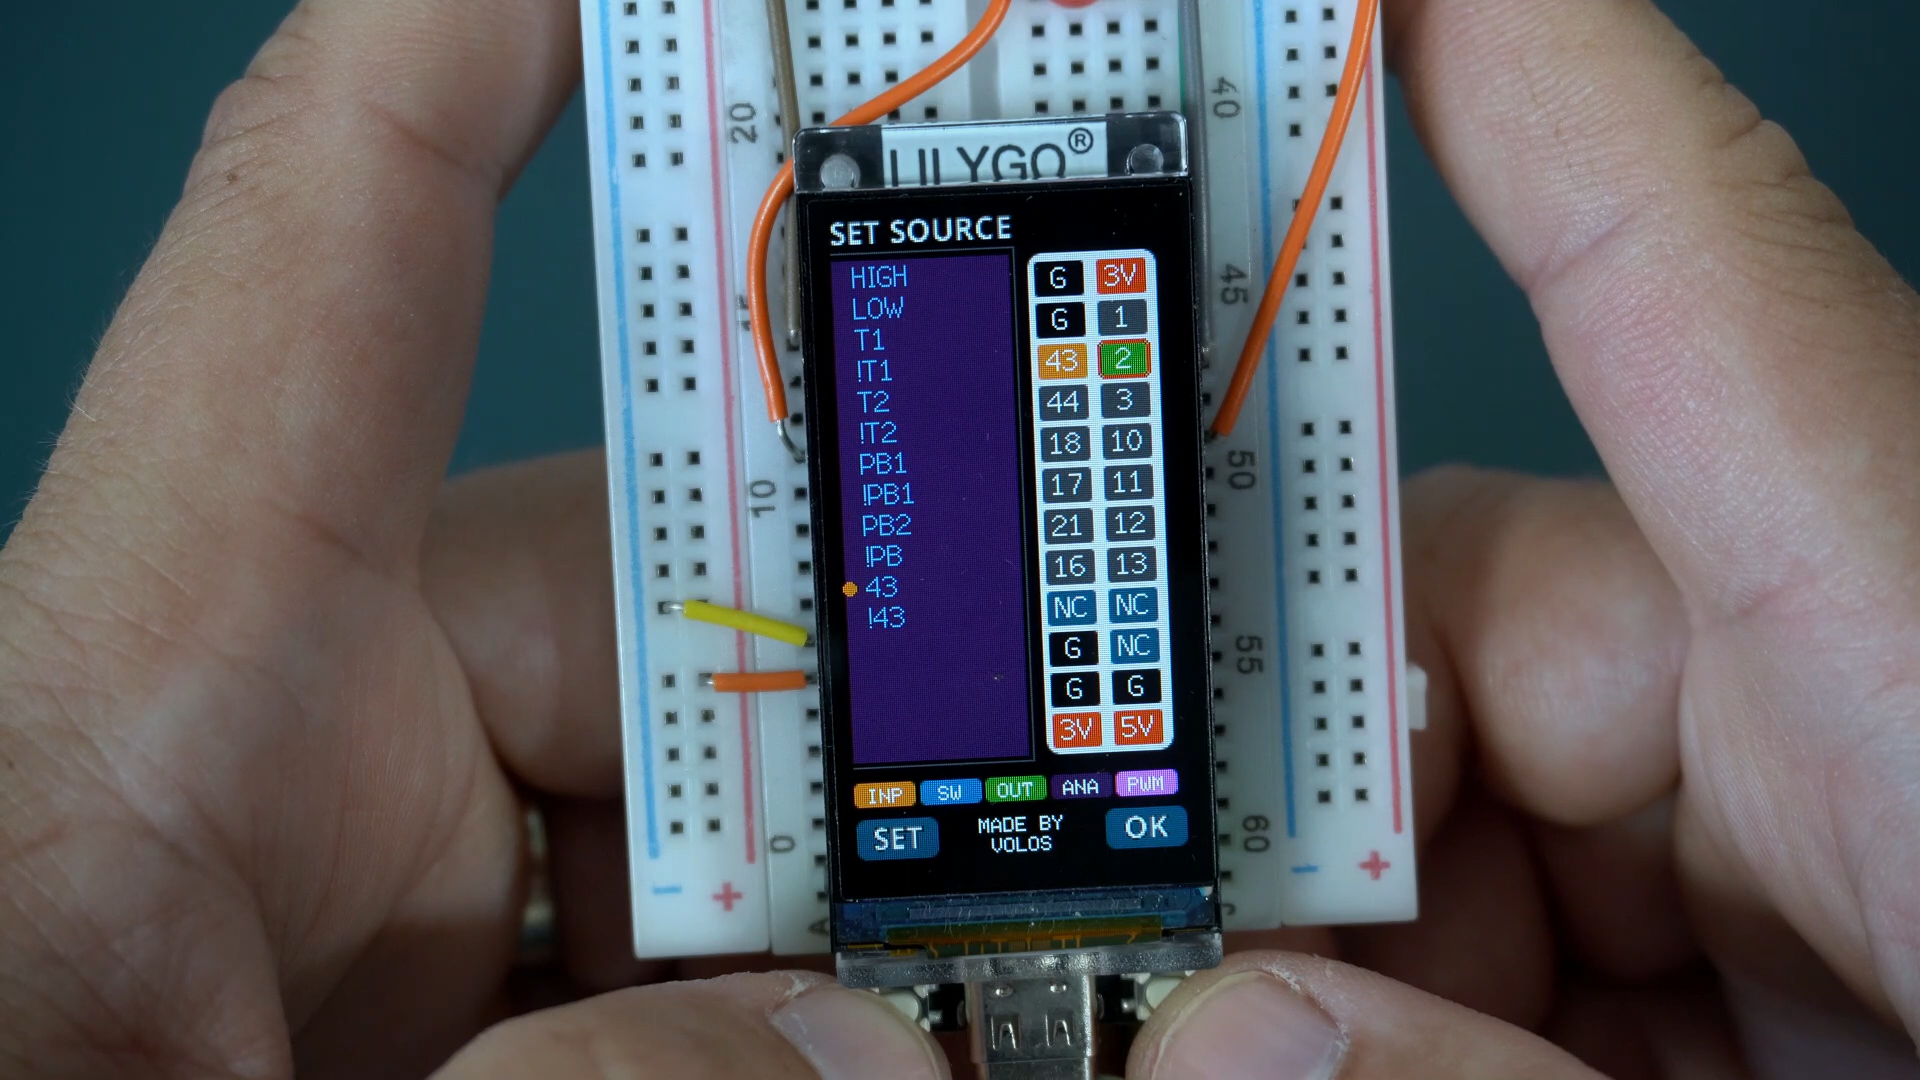 20
40
LILYGO®
SET SOURCE
HIGH
LOW
T1
!T1
T2
!T2
PB1
!PB1
PB2
!PB
43
!43
G 3V
G 1
43 2
44 3
18 10
17 11
21 12
16 13
NC NC
G NC
G G
3V 5V
INP SW OUT ANA PWM
SET
MADE BY
VOLOS
OK
45
10
50
55
0
60
- +
- +